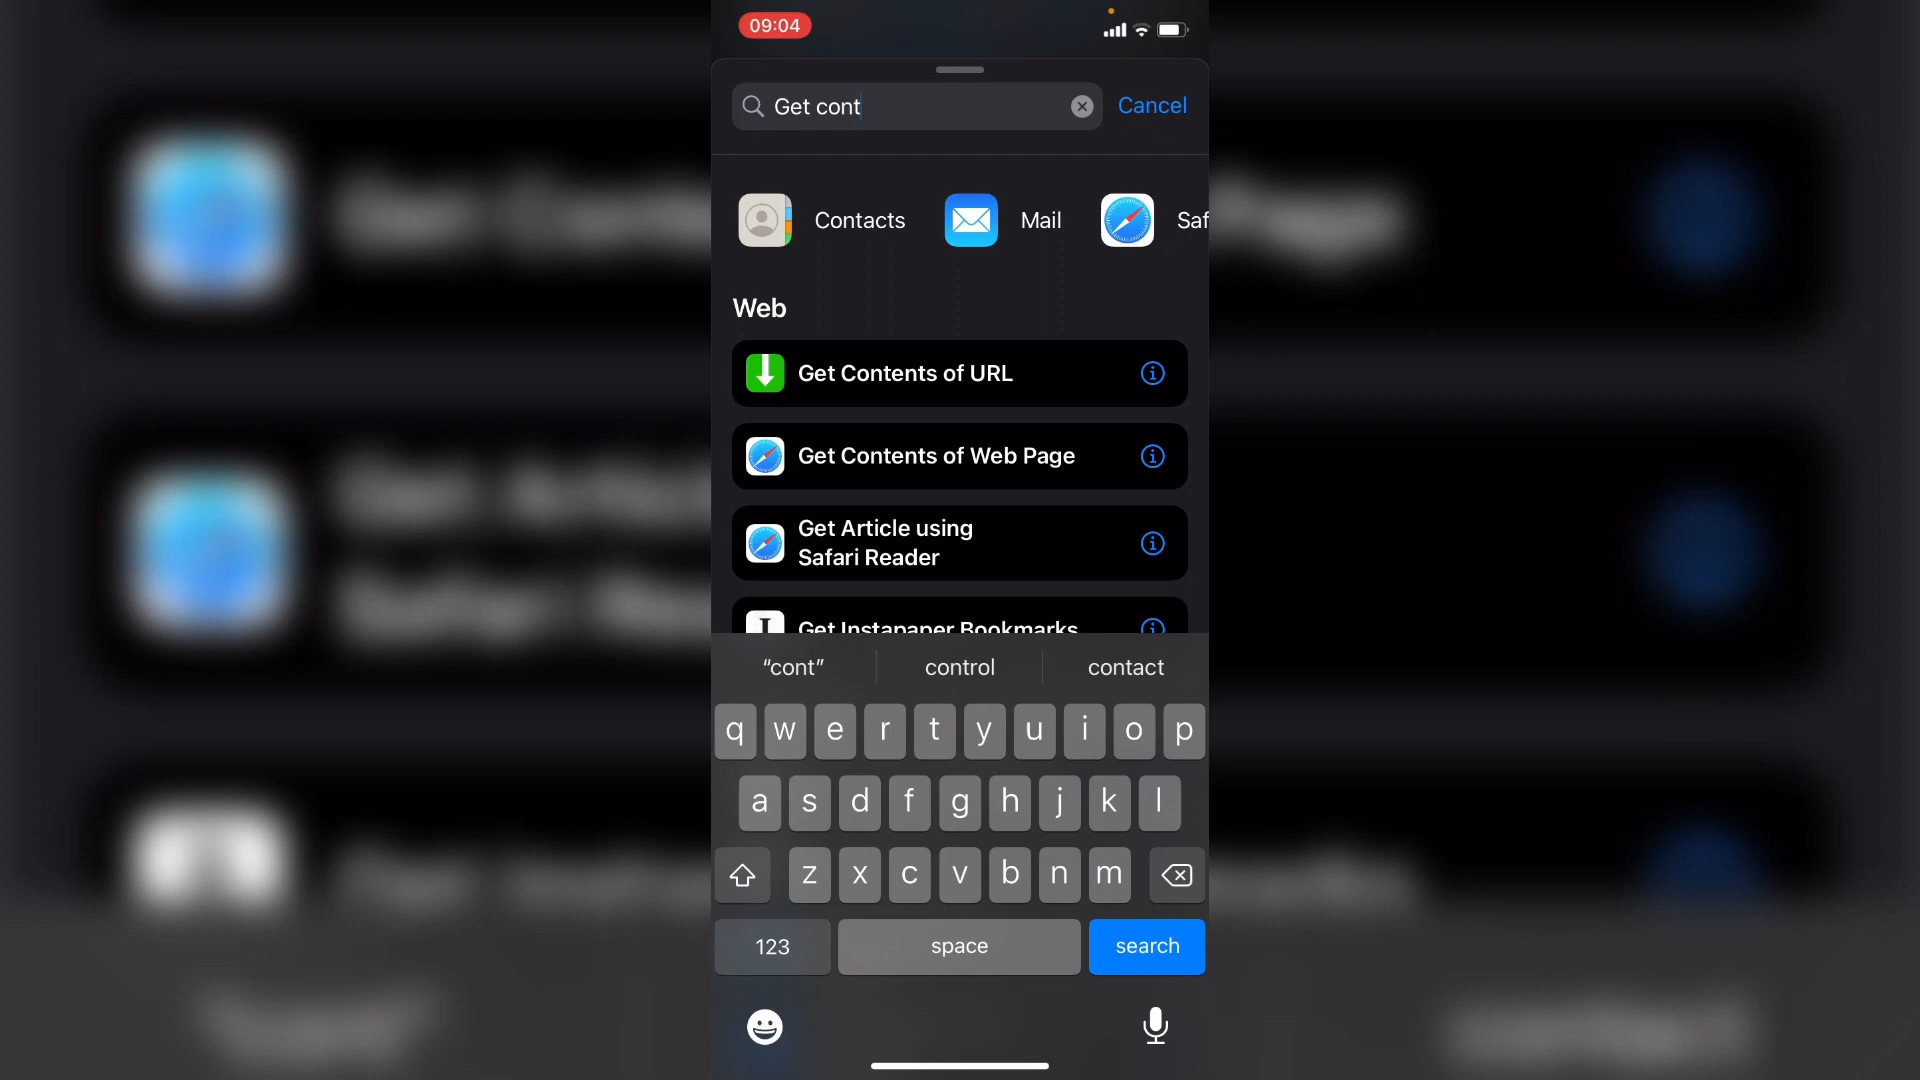 09:04
Get cont
Cancel
Contacts
Mail
Saf
Web
Get Contents of URL
Get Contents of Web Page
Get Article using
Safari Reader
Get Instapaper Bookmarks
“cont”
control
contact
q w e r t y u i o p
a s d f g h j k l
z x c v b n m
123
space
search